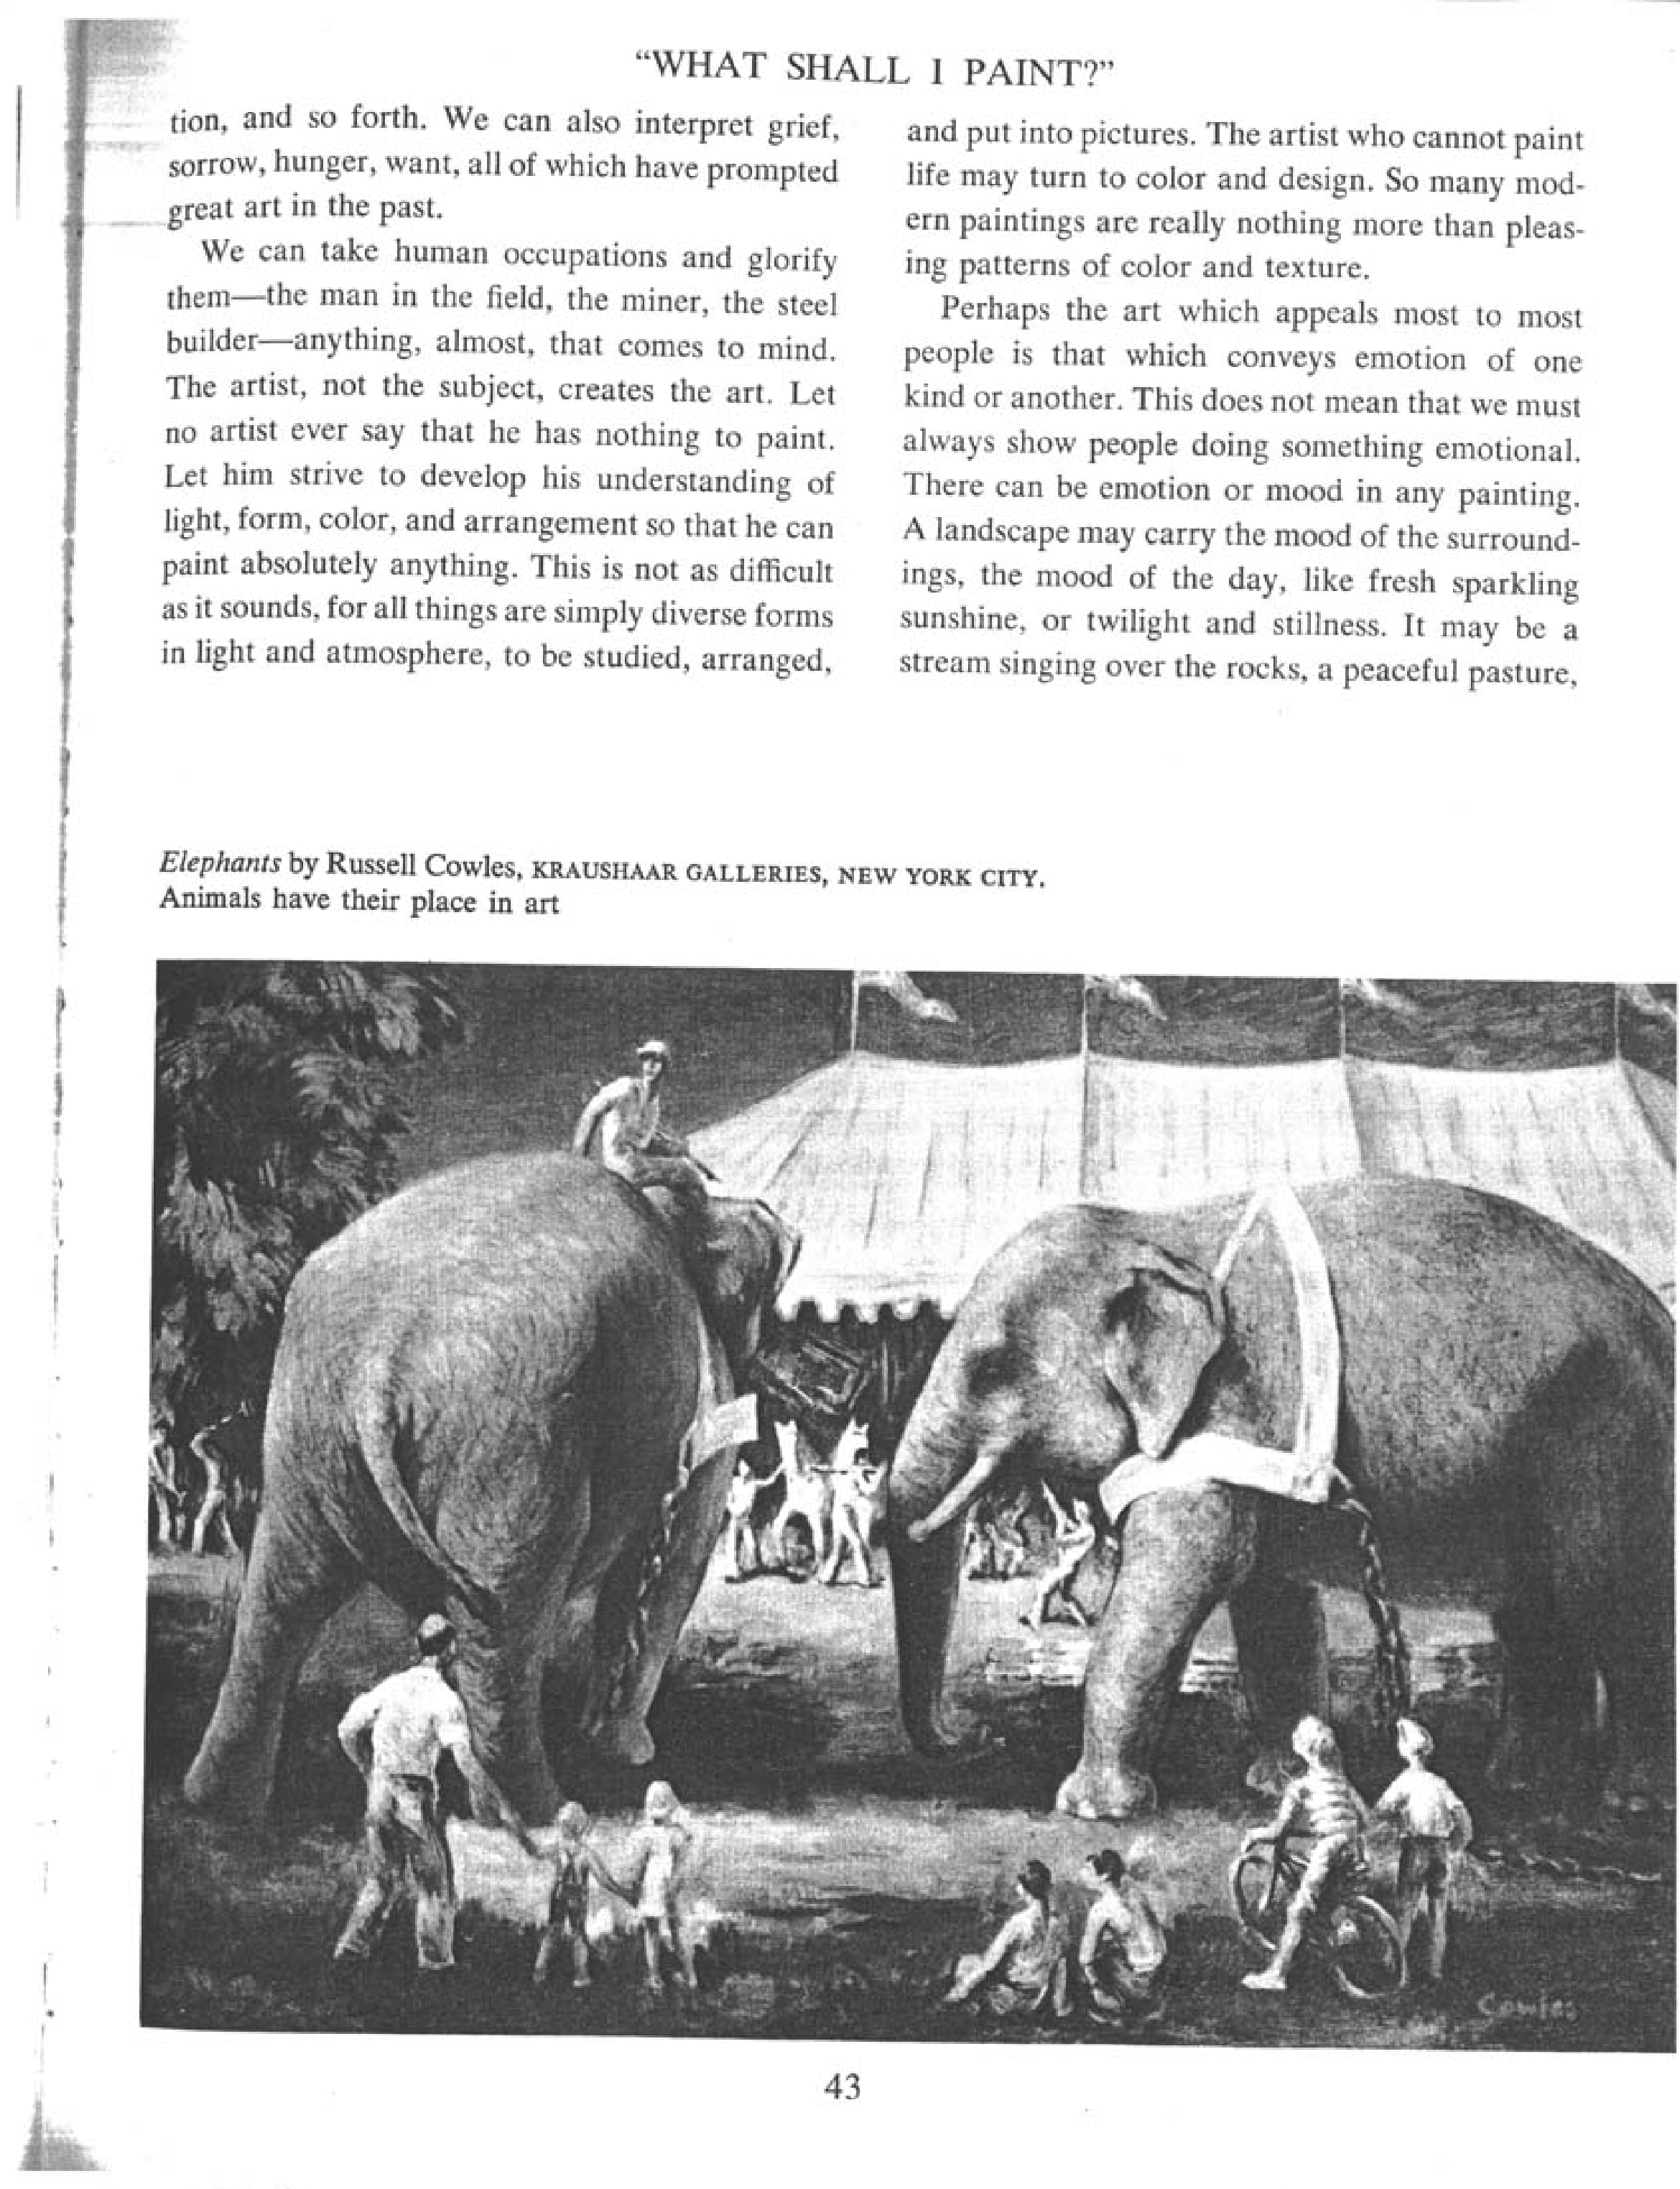 “WHAT SHALL I PAINT?”
tion, and so forth. We can also interpret grief,
sorrow, hunger, want, all of which have prompted
great art in the past.
We can take human occupations and glorify
them—the man in the field, the miner, the steel
builder—anything, almost, that comes to mind.
The artist, not the subject, creates the art. Let
no artist ever say that he has nothing to paint.
Let him strive to develop his understanding of
light, form, color, and arrangement so that he can
paint absolutely anything. This is not as difficult
as it sounds, for all things are simply diverse forms
in light and atmosphere, to be studied, arranged,
and put into pictures. The artist who cannot paint
life may turn to color and design. So many mod-
ern paintings are really nothing more than pleas-
ing patterns of color and texture.
Perhaps the art which appeals most to most
people is that which conveys emotion of one
kind or another. This does not mean that we must
always show people doing something emotional.
There can be emotion or mood in any painting.
A landscape may carry the mood of the surround-
ings, the mood of the day, like fresh sparkling
sunshine, or twilight and stillness. It may be a
stream singing over the rocks, a peaceful pasture,
Elephants by Russell Cowles, KRAUSHAAR GALLERIES, NEW YORK CITY.
Animals have their place in art
Cowles
43